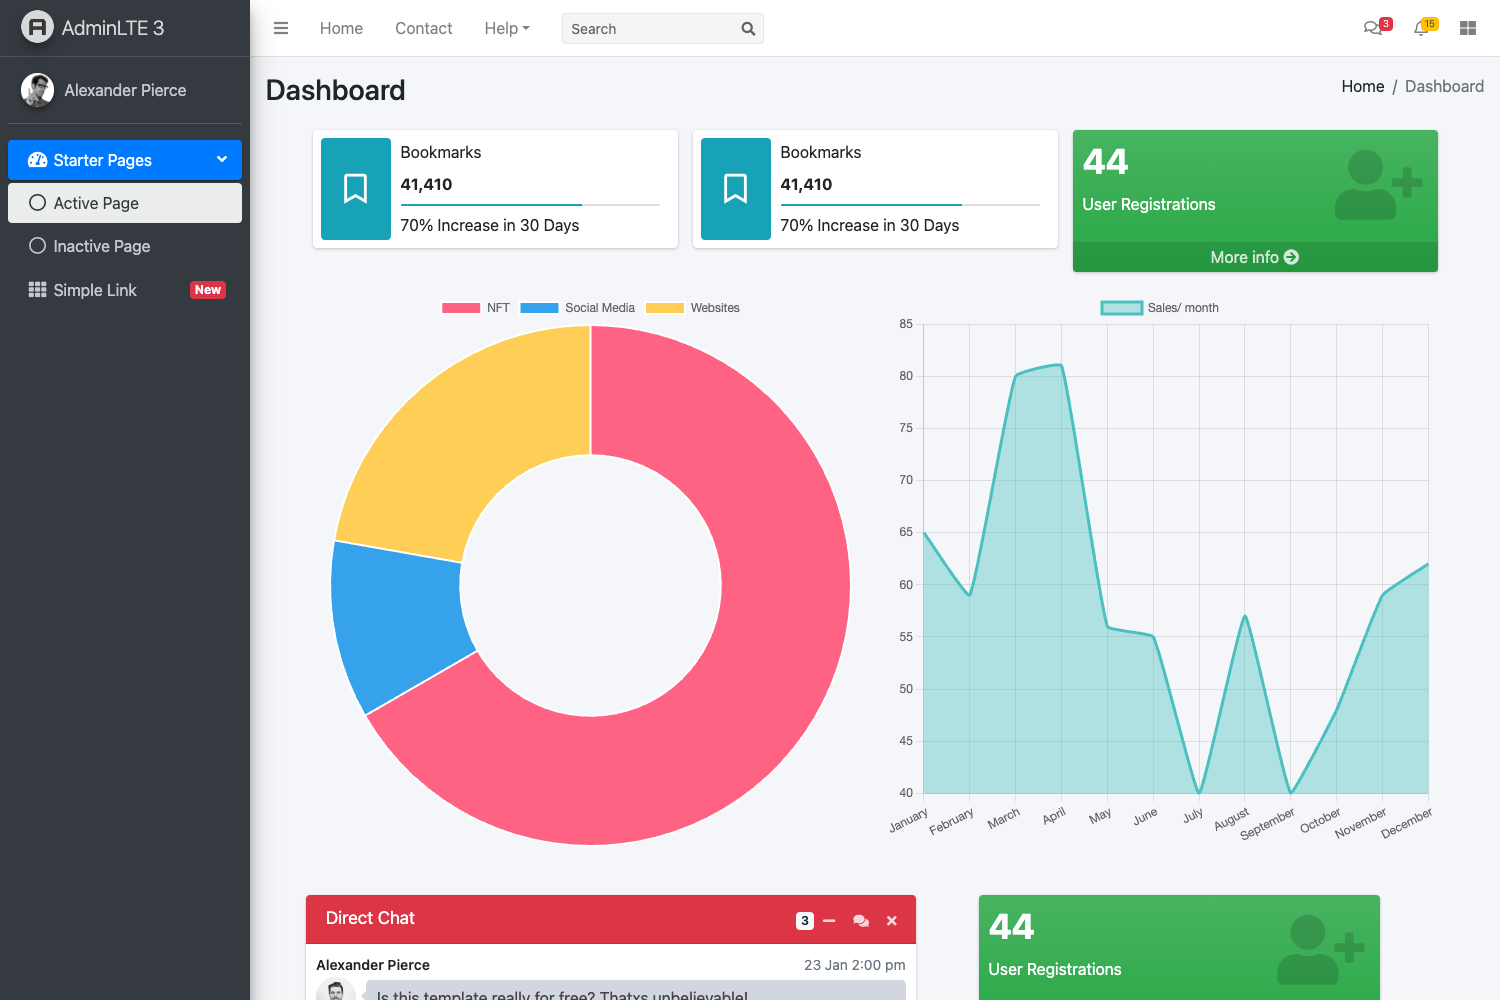 AdminLTE 3
Home
Contact
Help
Search
3
15
Alexander Pierce
Starter Pages
Active Page
Inactive Page
Simple Link
New
Dashboard
Home / Dashboard
Bookmarks
41,410
70% Increase in 30 Days
Bookmarks
41,410
70% Increase in 30 Days
44
User Registrations
More info
NFT
Social Media
Websites
Sales/ month
85
80
75
70
65
60
55
50
45
40
January
February
March
April
May
June
July
August
September
October
November
December
Direct Chat
3
Alexander Pierce
23 Jan 2:00 pm
Is this template really for free? Thatxs unbelievable!
44
User Registrations